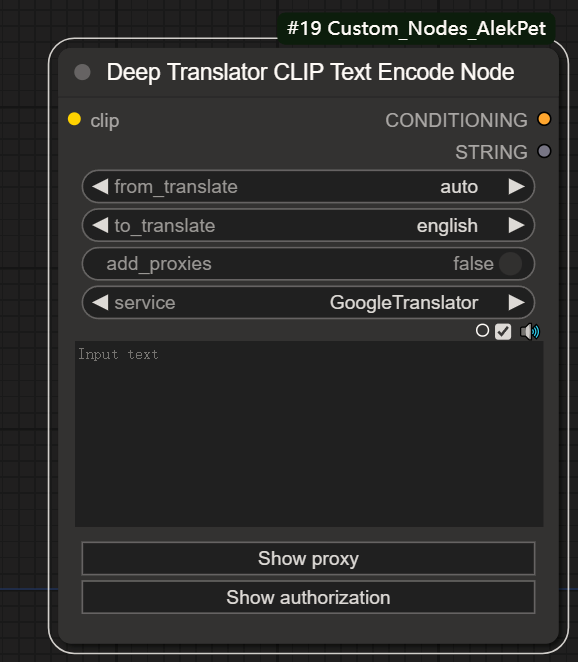 #19 Custom_Nodes_AlekPet
Deep Translator CLIP Text Encode Node
clip CONDITIONING
STRING
from_translate auto
to_translate english
add_proxies false
service GoogleTranslator
Input text
Show proxy
Show authorization